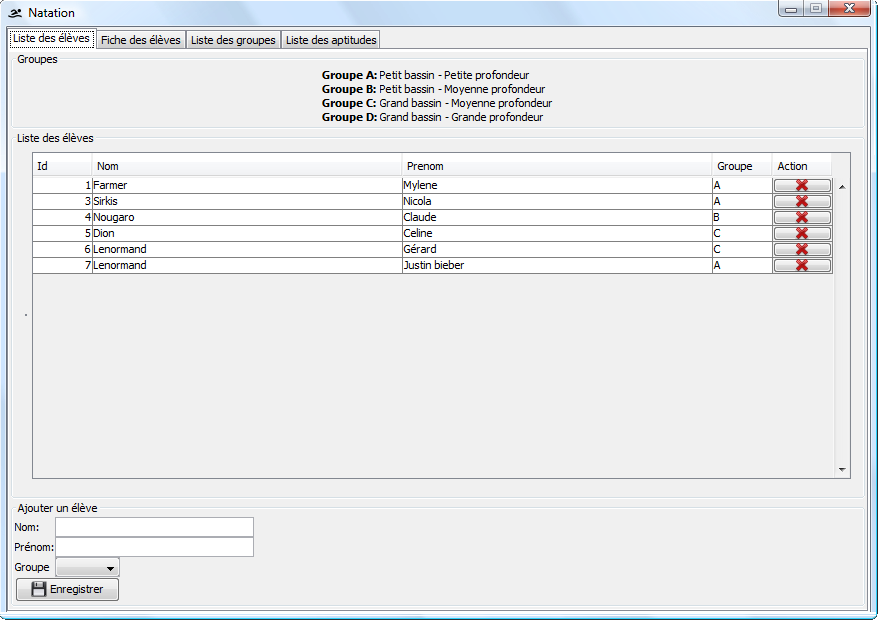 Natation
Liste des élèves Fiche des élèves Liste des groupes Liste des aptitudes
Groupes
Groupe A: Petit bassin - Petite profondeur
Groupe B: Petit bassin - Moyenne profondeur
Groupe C: Grand bassin - Moyenne profondeur
Groupe D: Grand bassin - Grande profondeur
Liste des élèves
Id Nom Prenom Groupe Action
1 Farmer Mylene A
3 Sirkis Nicola A
4 Nougaro Claude B
5 Dion Celine C
6 Lenormand Gérard C
7 Lenormand Justin bieber A
Ajouter un élève
Nom:
Prénom:
Groupe
Enregistrer